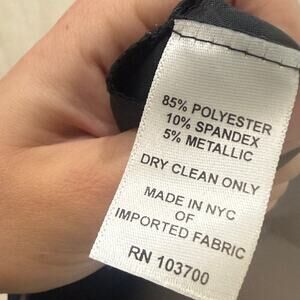 85% POLYESTER
10% SPANDEX
5% METALLIC
DRY CLEAN ONLY
MADE IN NYC
OF
IMPORTED FABRIC
RN 103700